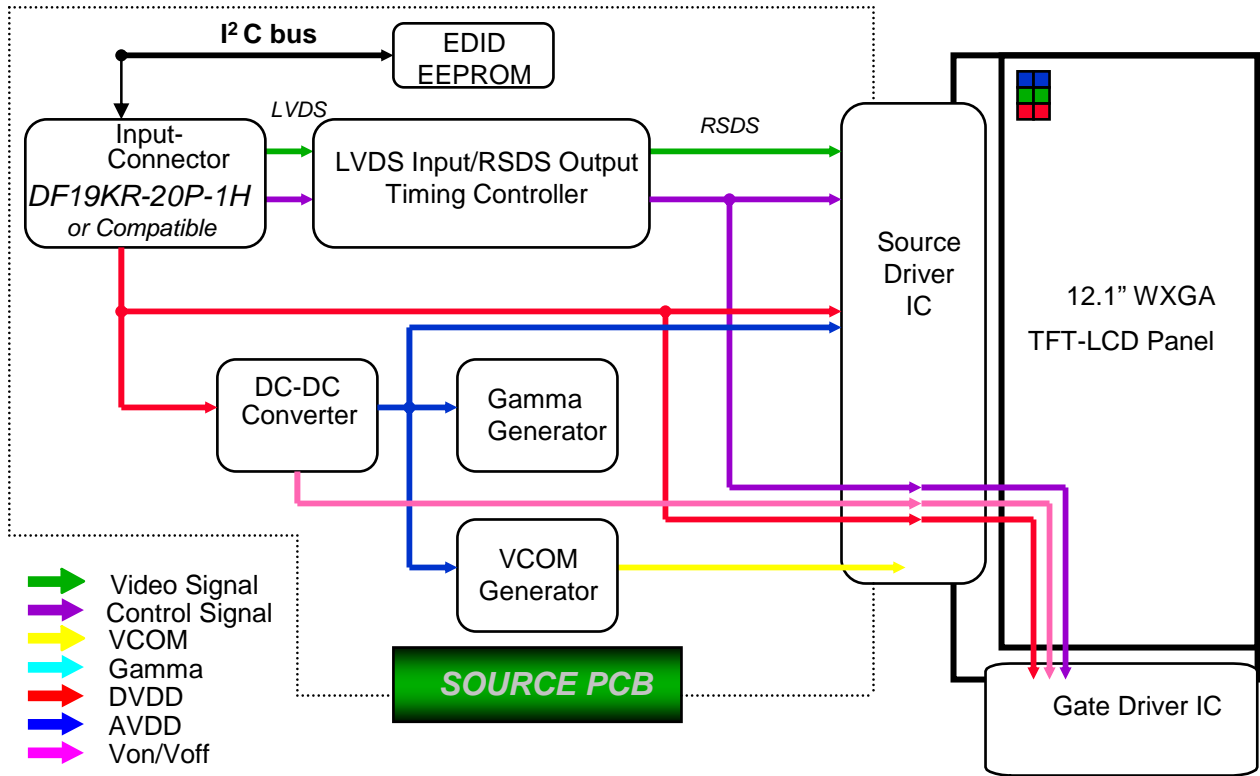 I² C bus
EDID
EEPROM
LVDS
RSDS
Input-
Connector
DF19KR-20P-1H
or Compatible
LVDS Input/RSDS Output
Timing Controller
Source
Driver
IC
12.1” WXGA
TFT-LCD Panel
DC-DC
Converter
Gamma
Generator
VCOM
Generator
Video Signal
Control Signal
VCOM
Gamma
DVDD
AVDD
Von/Voff
SOURCE PCB
Gate Driver IC